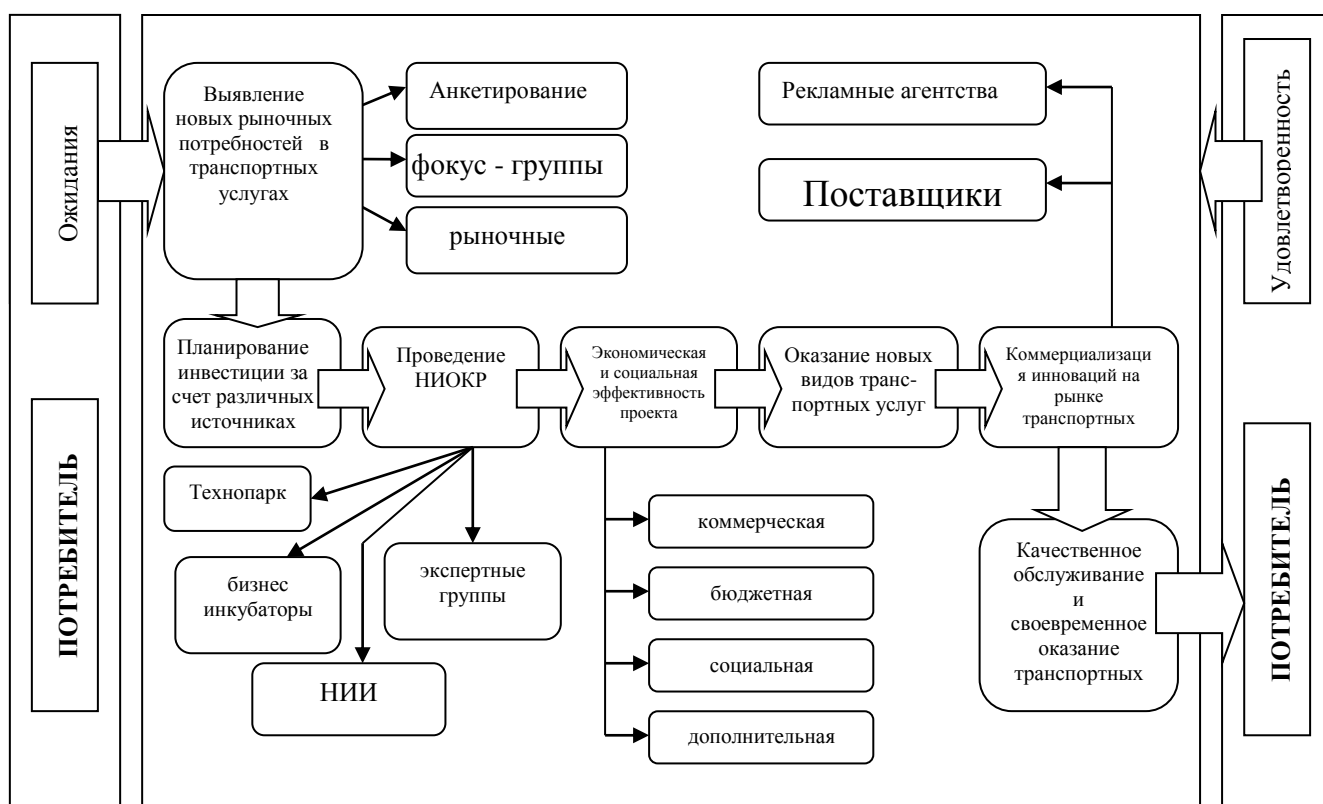 Ожидания
ПОТРЕБИТЕЛЬ
Выявление
новых рыночных
потребностей в
транспортных
услугах
Анкетирование
фокус - группы
рыночные
Рекламные агентства
Поставщики
Планирование
инвестиции за
счет различных
источниках
Проведение
НИОКР
Экономическая
и социальная
эффективность
проекта
Оказание новых
видов транс-
портных услуг
Коммерциализаци
я инноваций на
рынке
транспортных
Технопарк
бизнес
инкубаторы
НИИ
экспертные
группы
коммерческая
бюджетная
социальная
дополнительная
Качественное
обслуживание
и
своевременное
оказание
транспортных
Удовлетворенность
ПОТРЕБИТЕЛЬ